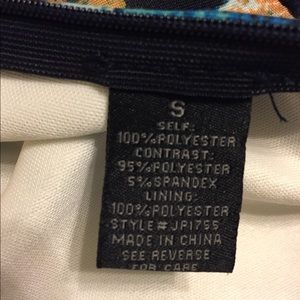 S
SELF:
100%POLYESTER
CONTRAST:
95%POLYESTER
5%SPANDEX
LINING:
100%POLYESTER
STYLE#JP1755
MADE IN CHINA
SEE REVERSE
FOR CARE